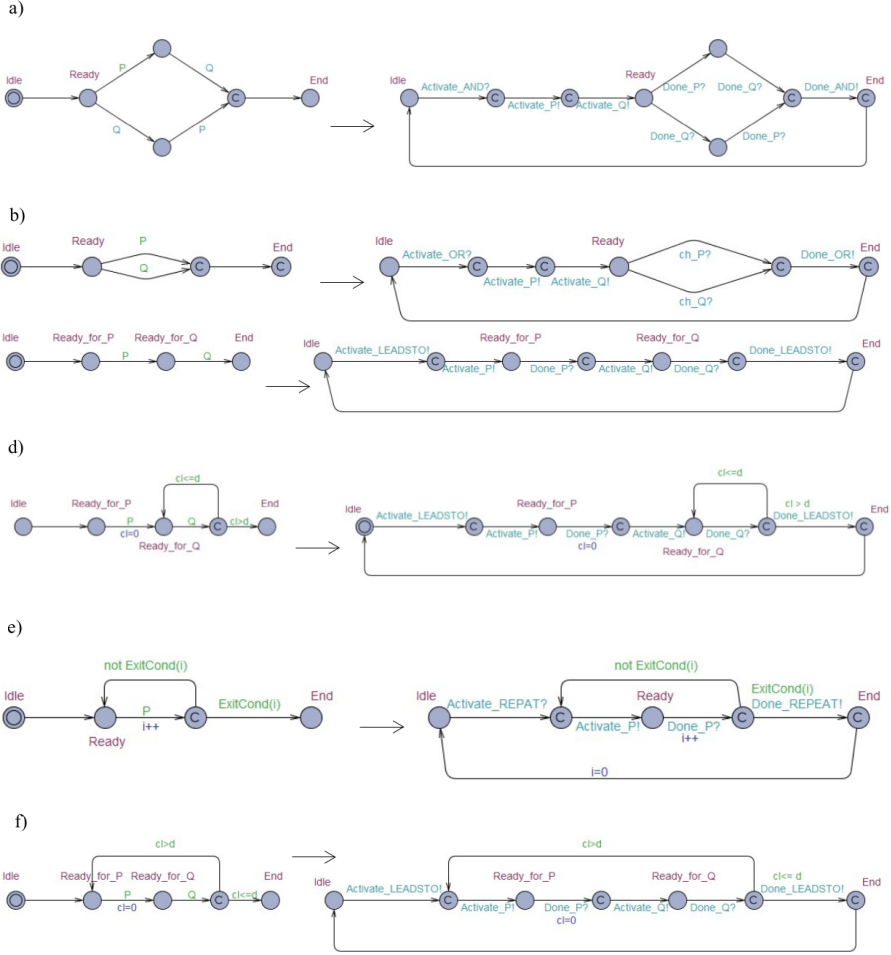 a)
Idle Ready P Q Q P C End
Idle Activate_AND? C Activate_P! C Activate_Q! Ready Done_P? Done_Q? Done_Q? Done_P? C Done_AND! C End
b)
Idle Ready P Q C End C
Idle Activate_OR? C Activate_P! C Activate_Q! Ready ch_P? ch_Q? C Done_OR! C End
Idle Ready_for_P P Ready_for_Q Q End
Idle Activate_LEADSTO! C Activate_P! Ready_for_P Done_P? C Activate_Q! Ready_for_Q Done_Q? C Done_LEADSTO! C End
d)
Idle Ready_for_P P cl=0 Ready_for_Q Q cl<=d C cl>d End
Idle Activate_LEADSTO! C Activate_P! Ready_for_P Done_P? cl=0 C Activate_Q! Ready_for_Q Done_Q? cl<=d C cl > d Done_LEADSTO! C End
e)
Idle Ready not ExitCond(i) P i++ C ExitCond(i) End
Idle Activate_REPAT? C Activate_P! not ExitCond(i) Ready Done_P? i++ C ExitCond(i) Done_REPEAT! C End i=0
f)
Idle Ready_for_P cl>d P cl=0 Ready_for_Q Q C cl<=d End
Idle Activate_LEADSTO! C Activate_P! cl>d Ready_for_P Done_P? cl=0 C Activate_Q! Ready_for_Q Done_Q? C cl<= d Done_LEADSTO! C End